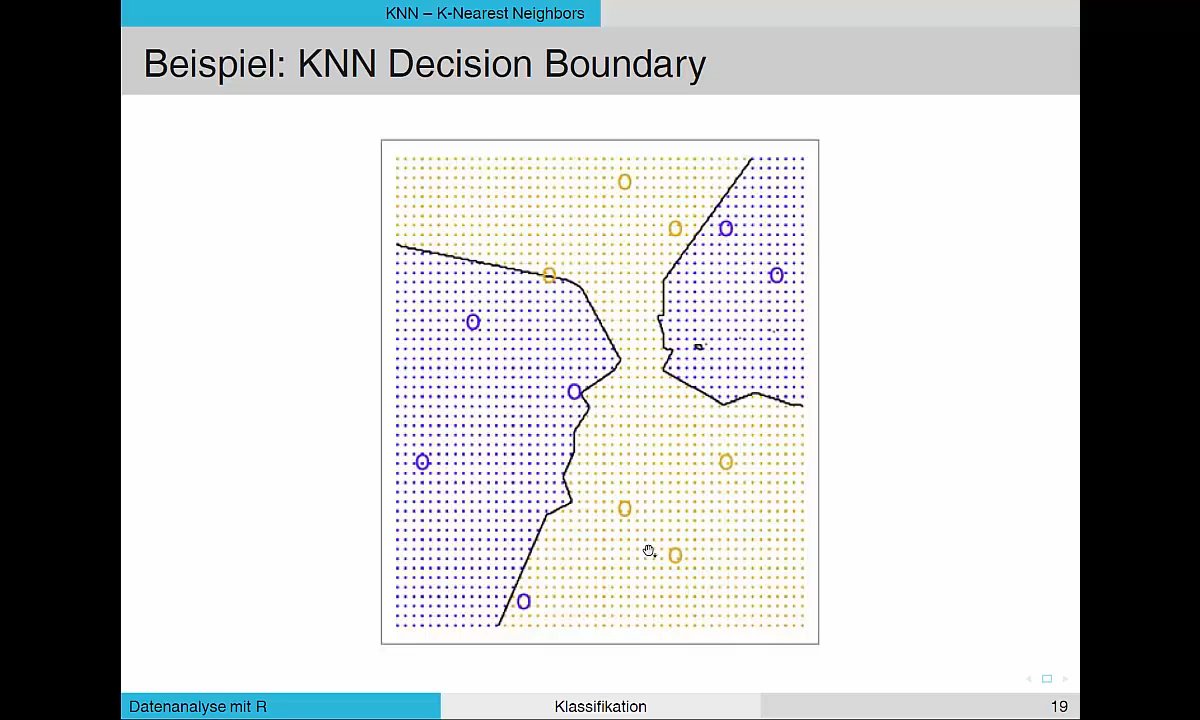 KNN – K-Nearest Neighbors
Beispiel: KNN Decision Boundary
Datenanalyse mit R
Klassifikation
19